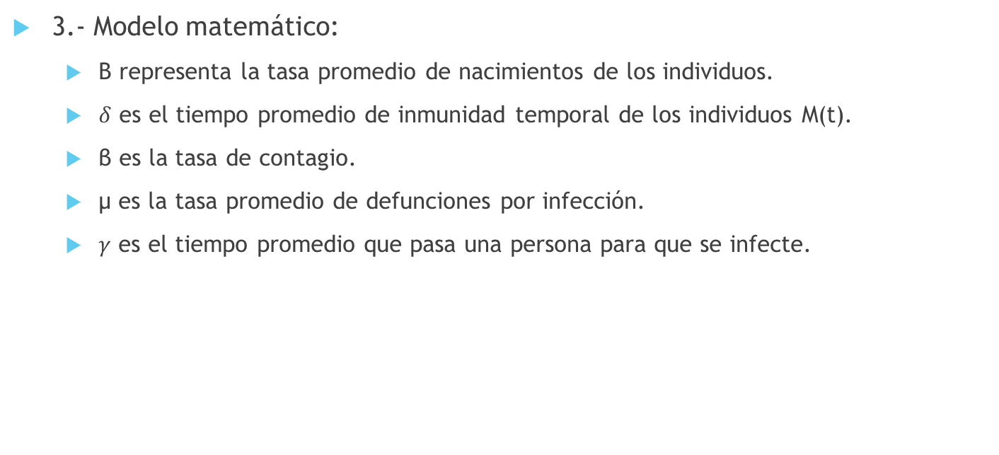 3.- Modelo matemático:
B representa la tasa promedio de nacimientos de los individuos.
δ es el tiempo promedio de inmunidad temporal de los individuos M(t).
ß es la tasa de contagio.
µ es la tasa promedio de defunciones por infección.
γ es el tiempo promedio que pasa una persona para que se infecte.